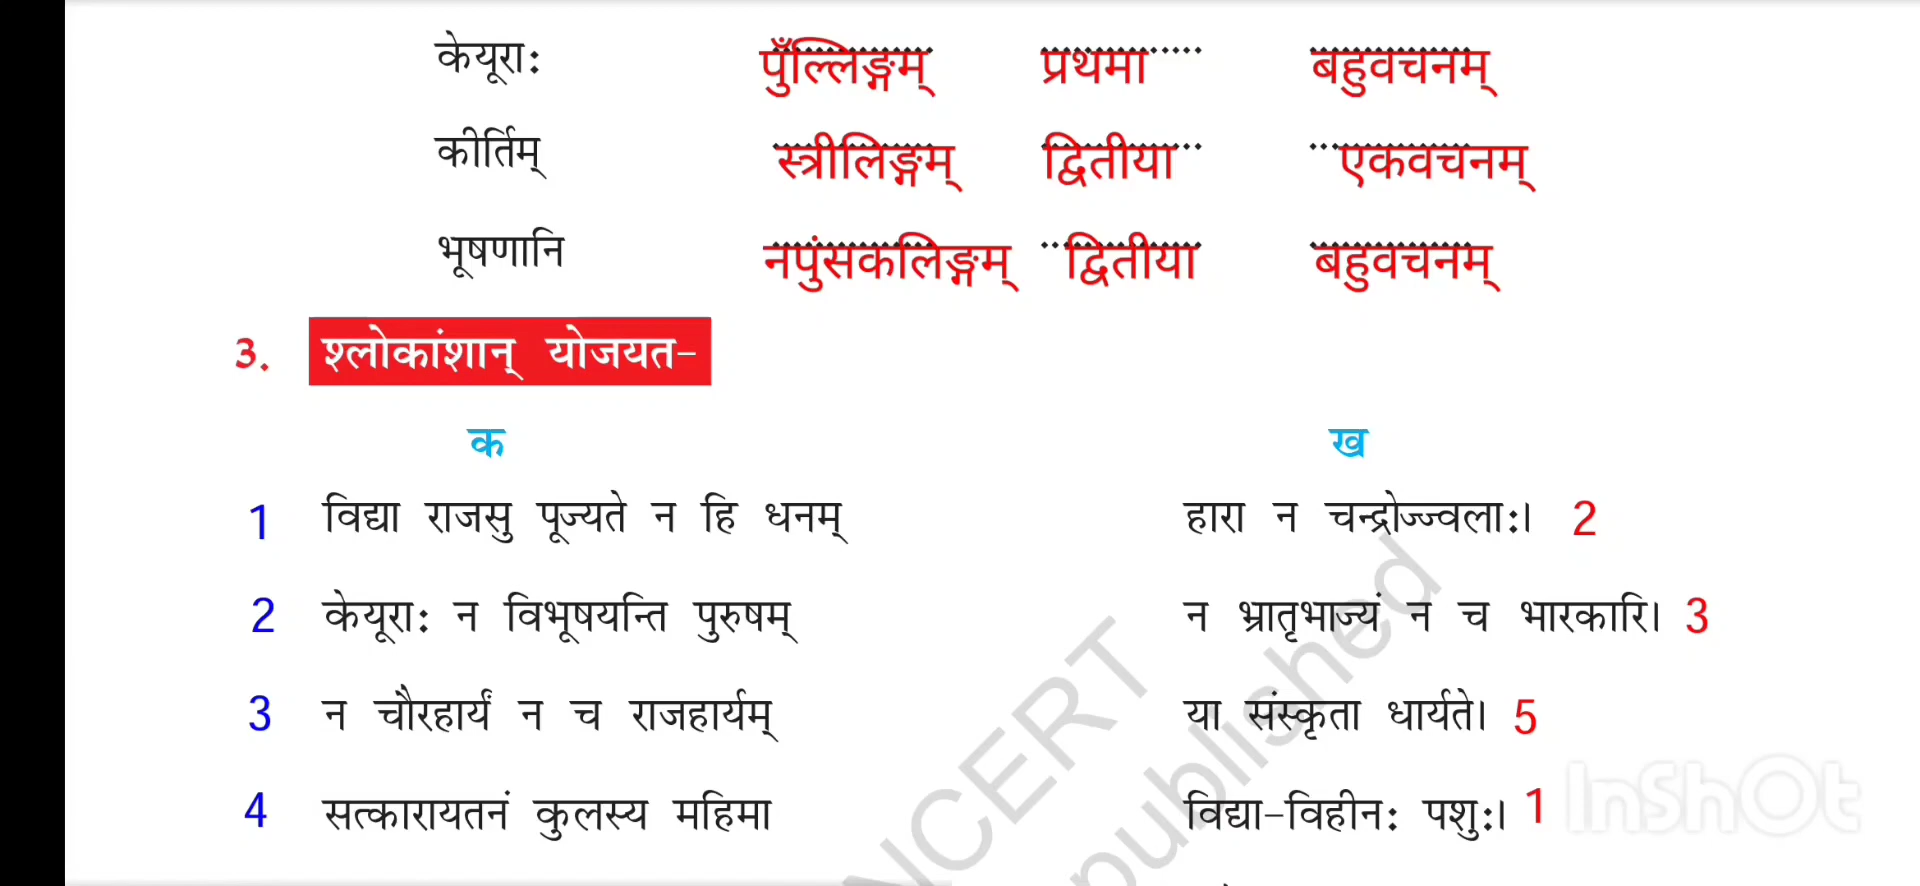 केयूराः पुँल्लिङ्गम् प्रथमा बहुवचनम्
कीर्तिम् स्त्रीलिङ्गम् द्वितीया एकवचनम्
भूषणानि नपुंसकलिङ्गम् द्वितीया बहुवचनम्
3. श्लोकांशान् योजयत-
क ख
1 विद्या राजसु पूज्यते न हि धनम् हारा न चन्द्रोज्ज्वलाः। 2
2 केयूराः न विभूषयन्ति पुरुषम् न भ्रातृभाज्यं न च भारकारि। 3
3 न चौरहार्यं न च राजहार्यम् या संस्कृता धार्यते। 5
4 सत्कारायतनं कुलस्य महिमा विद्या-विहीनः पशुः। 1
NCERT
published
InShOt